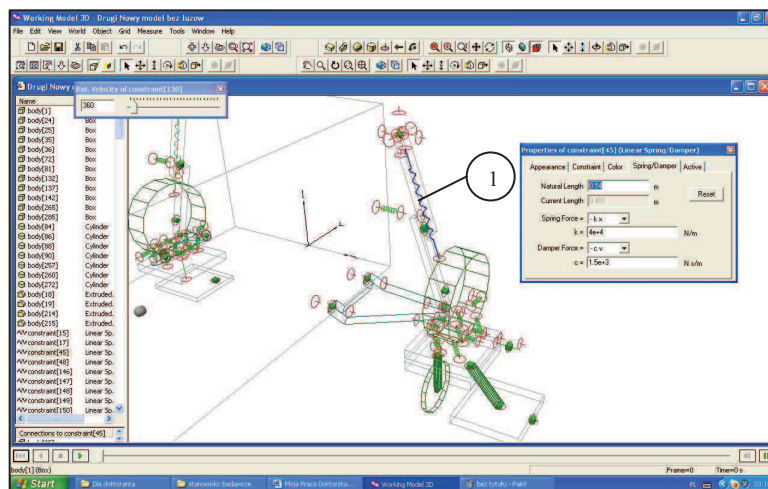 Working Model 3D - Drugi Nowy model bez luzow
File Edit View World Object Grid Measure Tools Window Help
Drugi Nowy
Rot. Velocity of constraint[130]
360
Name
body[1] Box
body[24] Box
body[25] Box
body[35] Box
body[36] Box
body[72] Box
body[81] Box
body[132] Box
body[137] Box
body[142] Box
body[265] Box
body[285] Box
body[84] Cylinder
body[86] Cylinder
body[88] Cylinder
body[90] Cylinder
body[257] Cylinder
body[260] Cylinder
body[272] Cylinder
body[18] Extruded.
body[19] Extruded.
body[214] Extruded.
body[215] Extruded.
constraint[15] Linear Sp.
constraint[17] Linear Sp.
constraint[45] Linear Sp.
constraint[48] Linear Sp.
constraint[146] Linear Sp.
constraint[147] Linear Sp.
constraint[148] Linear Sp.
constraint[149] Linear Sp.
constraint[150] Linear Sp.
Connections to constraint[45]
1
Properties of constraint[45] (Linear Spring/Damper)
Appearance Constraint Color Spring/Damper Active
Natural Length m
Current Length m
Reset
Spring Force = - k x
k = 4e+4 N/m
Damper Force = - c v
c = 1.5e+3 N s/m
body[1] (Box)
Frame=0 Time=0 s
Start Dla doktoranta stanowisko badawcze Moja Praca Doktorska... Working Model 3D bez tytułu - Paint PL